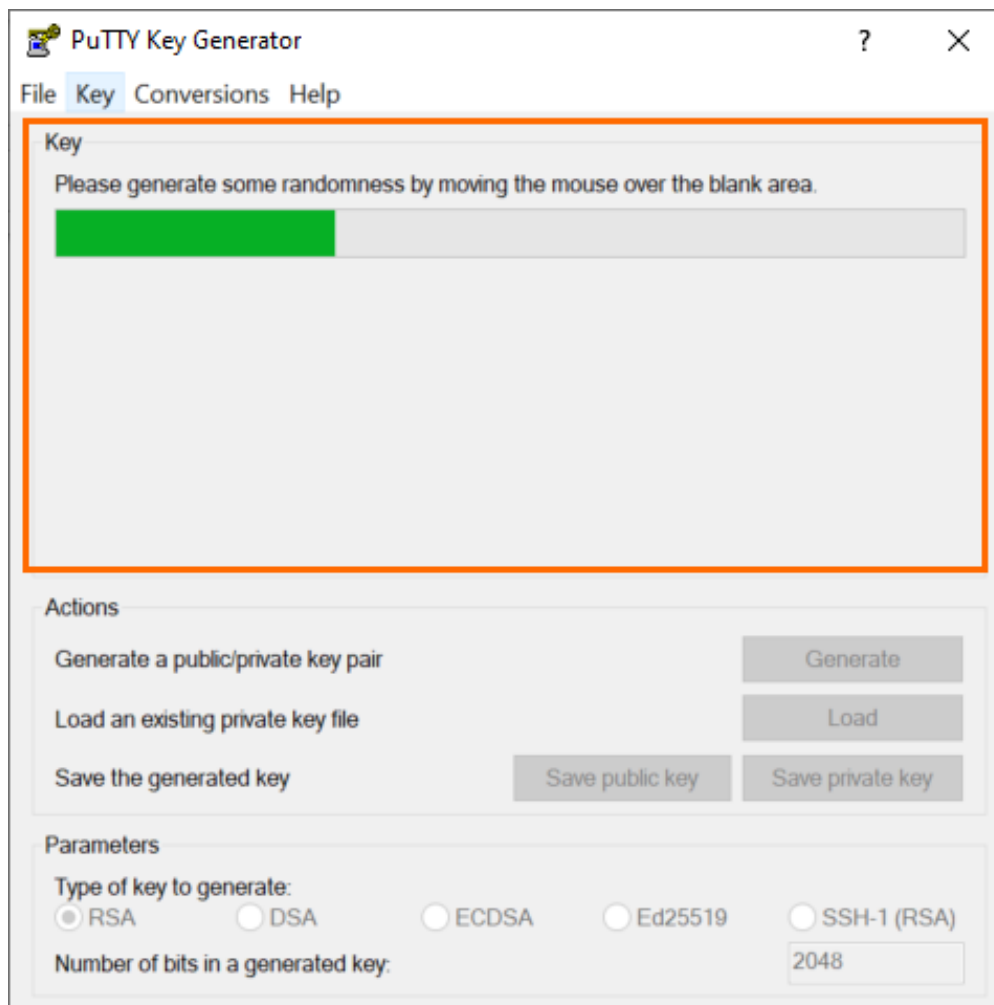 PuTTY Key Generator ? ×
File Key Conversions Help
Key
Please generate some randomness by moving the mouse over the blank area.
Actions
Generate a public/private key pair Generate
Load an existing private key file Load
Save the generated key Save public key Save private key
Parameters
Type of key to generate:
RSA DSA ECDSA Ed25519 SSH-1 (RSA)
Number of bits in a generated key: 2048